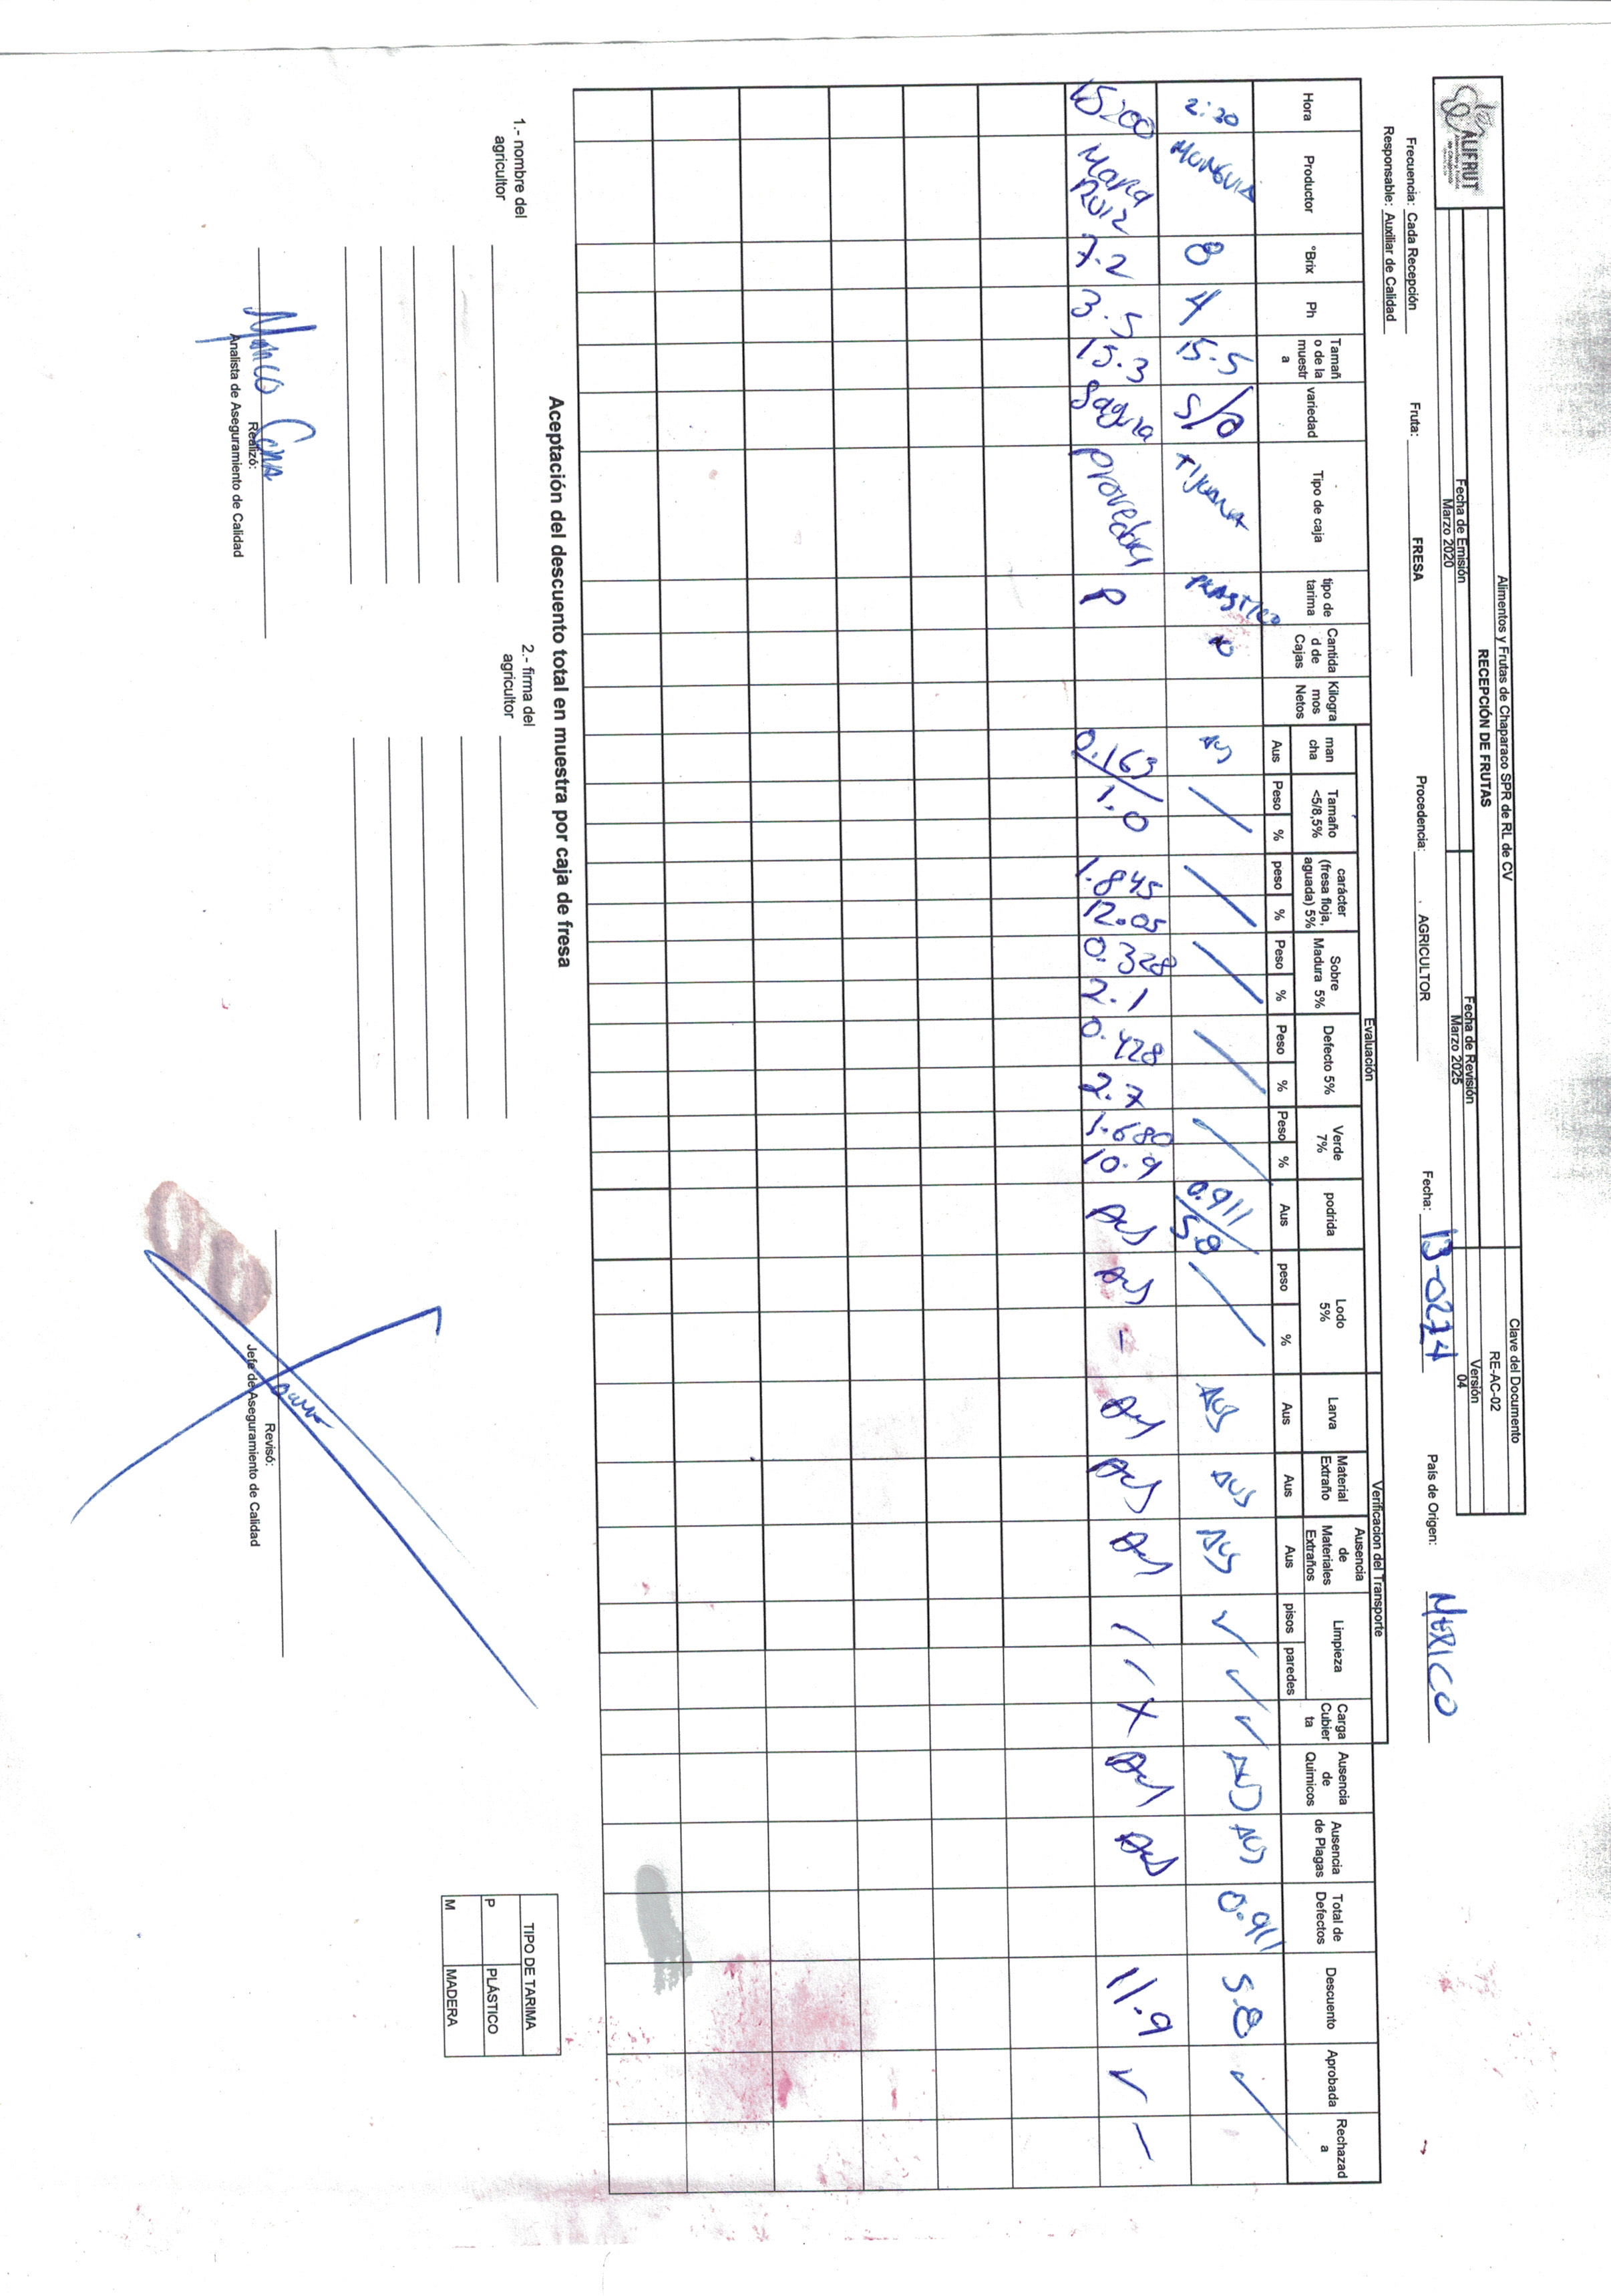 ALIFRUT
Alimentos y Frutas
de Chaparaco
Alimentos y Frutas de Chaparaco SPR de RL de CV
RECEPCIÓN DE FRUTAS
Fecha de Emisión
Marzo 2020
Fecha de Revisión
Marzo 2025
Clave del Documento
RE-AC-02
Versión
04
Frecuencia: Cada Recepción Fruta: FRESA Procedencia: AGRICULTOR Fecha: País de Origen: MEXICO
Responsable: Auxiliar de Calidad
Evaluación Verificacion del Transporte
Hora Productor °Brix Ph Tamaño de la muestra variedad Tipo de caja tipo de tarima Cantidad de Cajas Kilogramos Netos mancha Tamaño <5/8,5% carácter (fresa floja, aguada) 5% Sobre Madura 5% Defecto 5% Verde 7% podrida Lodo 5% Larva Material Extraño Ausencia de Materiales Extraños Limpieza Carga Cubierta Ausencia de Quimicos Ausencia de Plagas Total de Defectos Descuento Aprobada Rechazada
Aus Peso % peso % Peso % Peso % Peso % Aus peso % Aus Aus Aus pisos paredes
2:20 MUNGUIA 8 4 15.5 S/D TIJUANA PLASTICO AUS / / / / / 0.911/5.8 / AUS AUS AUS ✓ ✓ ✓ AUS AUS 0.911 5.8 ✓
15:00 Maria Ruiz 7.2 3.5 15.3 Sagula Provedor P 0.163/1.0 1.845 12.05 0.328 2.1 0.428 2.7 1.680 10.9 Aus Aus - Aus Aus Aus ✓ ✓ X Aus Aus 11.9 ✓ -
Aceptación del descuento total en muestra por caja de fresa
1.- nombre del agricultor
2.- firma del agricultor
TIPO DE TARIMA
P PLÁSTICO
M MADERA
Marco
Realizó:
Analista de Aseguramiento de Calidad
Revisó:
Jefe de Aseguramiento de Calidad